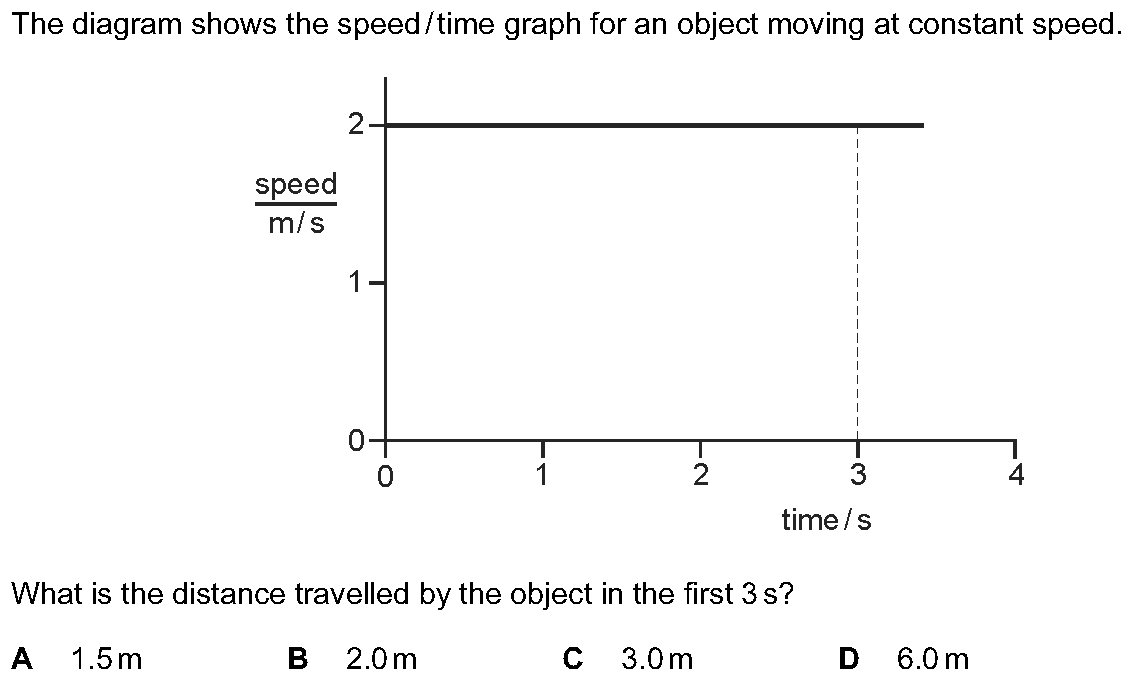 The diagram shows the speed/time graph for an object moving at constant speed.
2
speed
m/s
1
0
0 1 2 3 4
time/s
What is the distance travelled by the object in the first 3 s?
A 1.5 m B 2.0 m C 3.0 m D 6.0 m